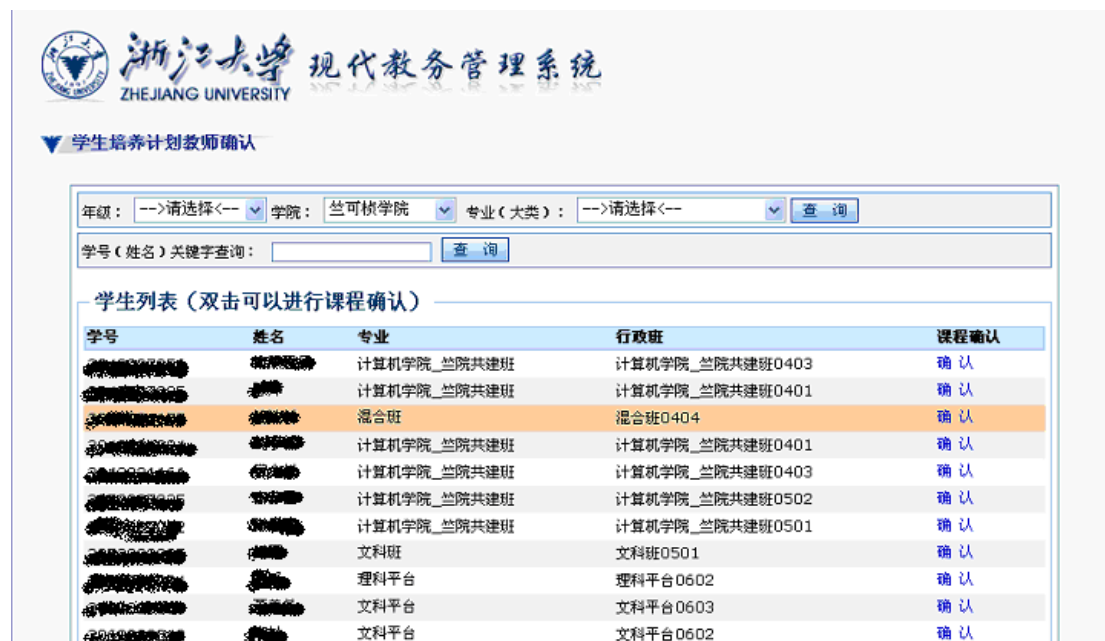 浙江大学 现代教务管理系统
ZHEJIANG UNIVERSITY
学生培养计划教师确认
年级： -->请选择<-- 学院： 竺可桢学院 专业(大类)： -->请选择<-- 查 询
学号(姓名)关键字查询： 查 询
学生列表（双击可以进行课程确认）
学号 姓名 专业 行政班 课程确认
计算机学院_竺院共建班 计算机学院_竺院共建班0403 确 认
计算机学院_竺院共建班 计算机学院_竺院共建班0401 确 认
混合班 混合班0404 确 认
计算机学院_竺院共建班 计算机学院_竺院共建班0401 确 认
计算机学院_竺院共建班 计算机学院_竺院共建班0403 确 认
计算机学院_竺院共建班 计算机学院_竺院共建班0502 确 认
计算机学院_竺院共建班 计算机学院_竺院共建班0501 确 认
文科班 文科班0501 确 认
理科平台 理科平台0602 确 认
文科平台 文科平台0603 确 认
文科平台 文科平台0602 确 认